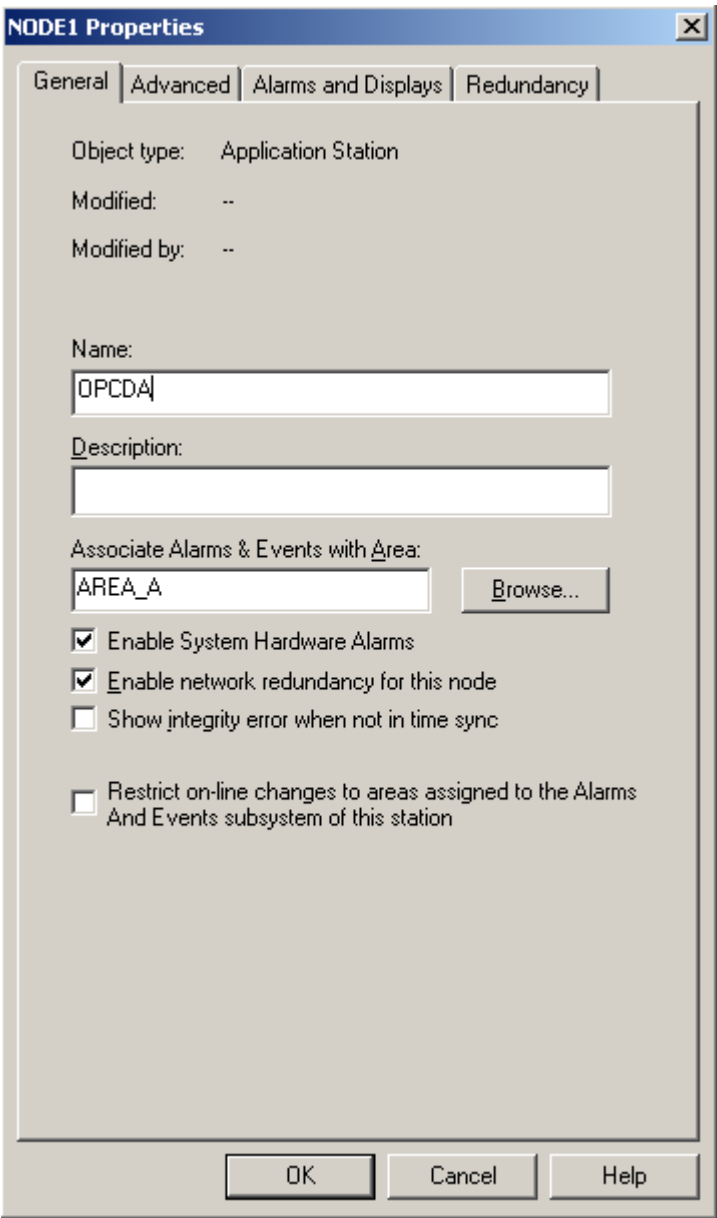 NODE1 Properties
General Advanced Alarms and Displays Redundancy
Object type: Application Station
Modified: --
Modified by: --
Name:
OPCDA
Description:
Associate Alarms & Events with Area:
AREA_A Browse...
Enable System Hardware Alarms
Enable network redundancy for this node
Show integrity error when not in time sync
Restrict on-line changes to areas assigned to the Alarms
And Events subsystem of this station
OK Cancel Help